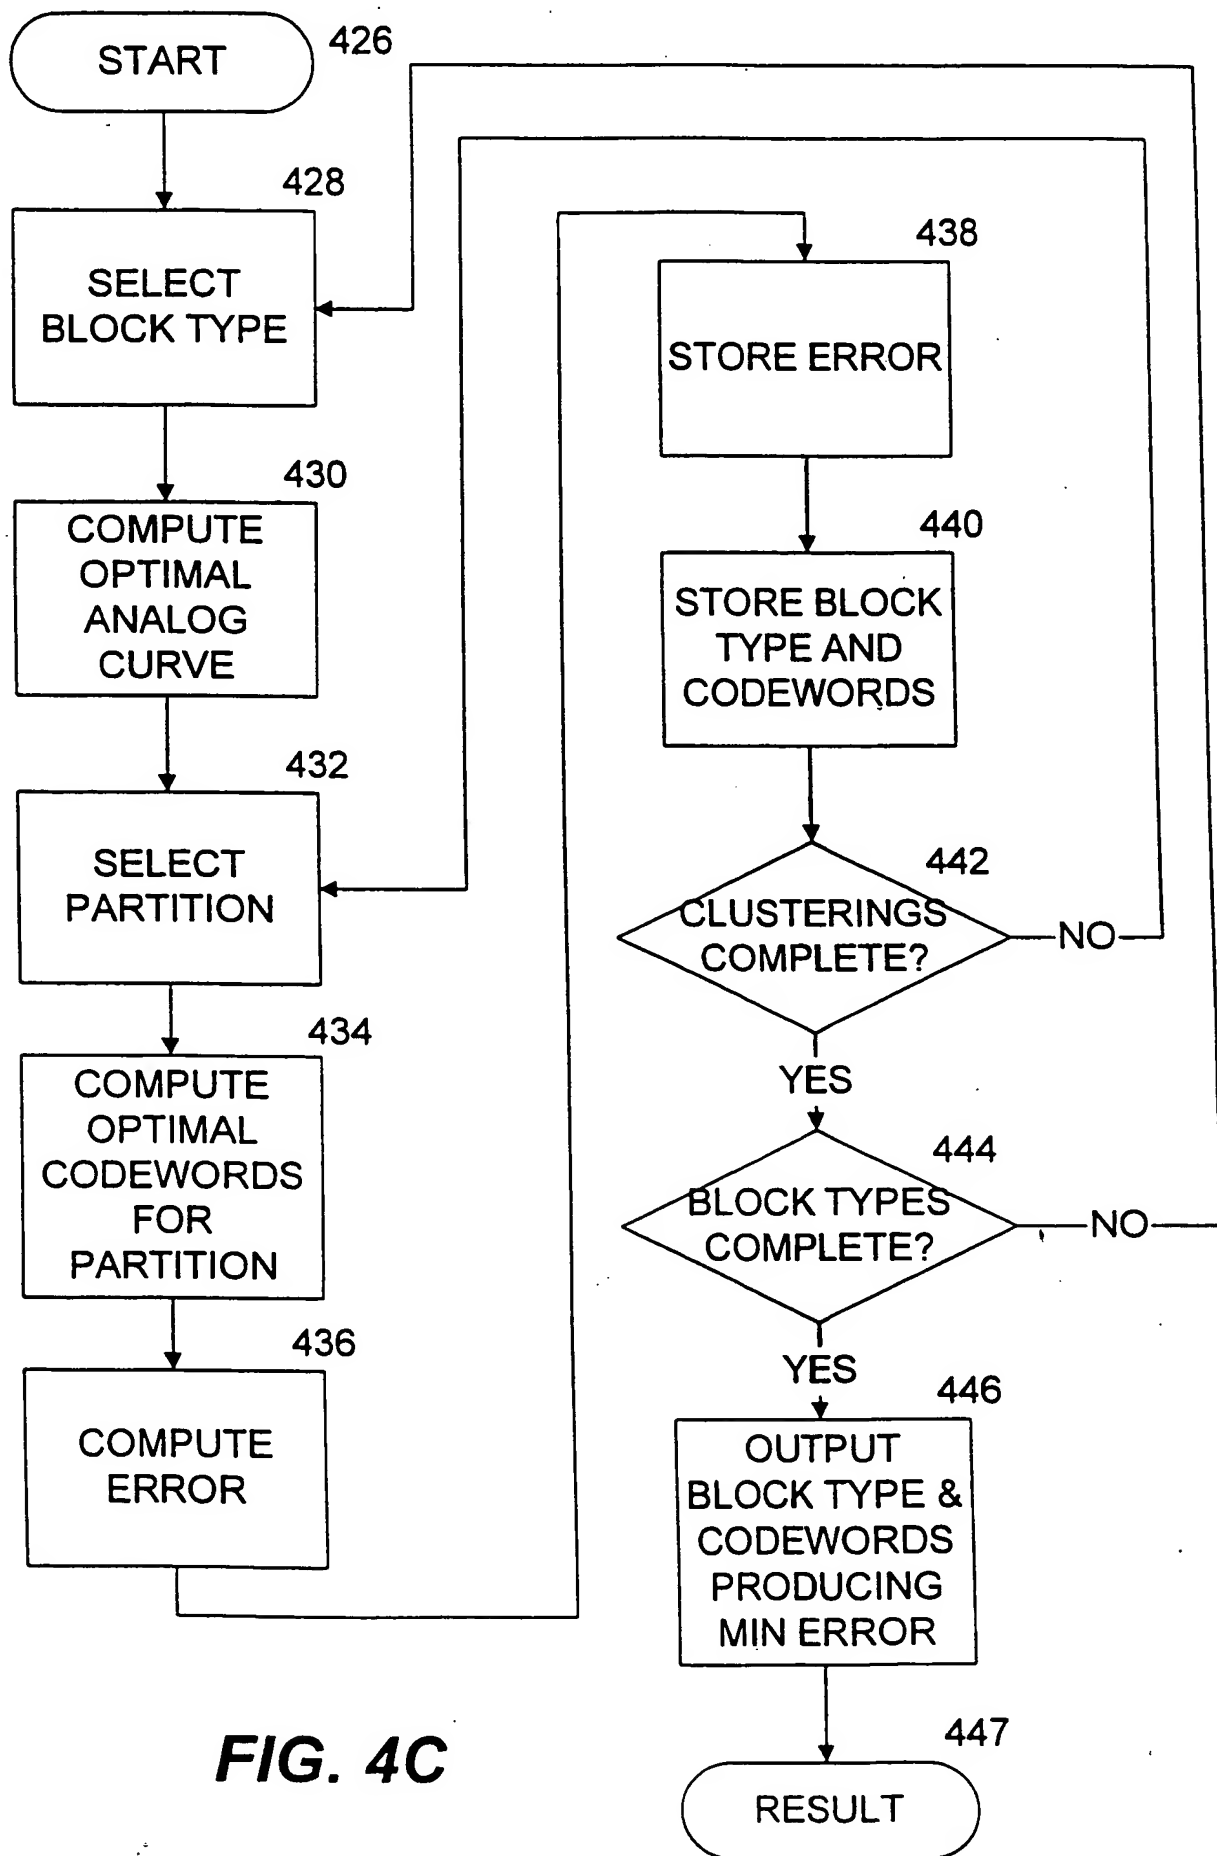 START
426
428
SELECT
BLOCK TYPE
430
COMPUTE
OPTIMAL
ANALOG
CURVE
432
SELECT
PARTITION
434
COMPUTE
OPTIMAL
CODEWORDS
FOR
PARTITION
436
COMPUTE
ERROR
438
STORE ERROR
440
STORE BLOCK
TYPE AND
CODEWORDS
442
CLUSTERINGS
COMPLETE?
NO
YES
444
BLOCK TYPES
COMPLETE?
NO
YES
446
OUTPUT
BLOCK TYPE &
CODEWORDS
PRODUCING
MIN ERROR
447
RESULT
FIG. 4C